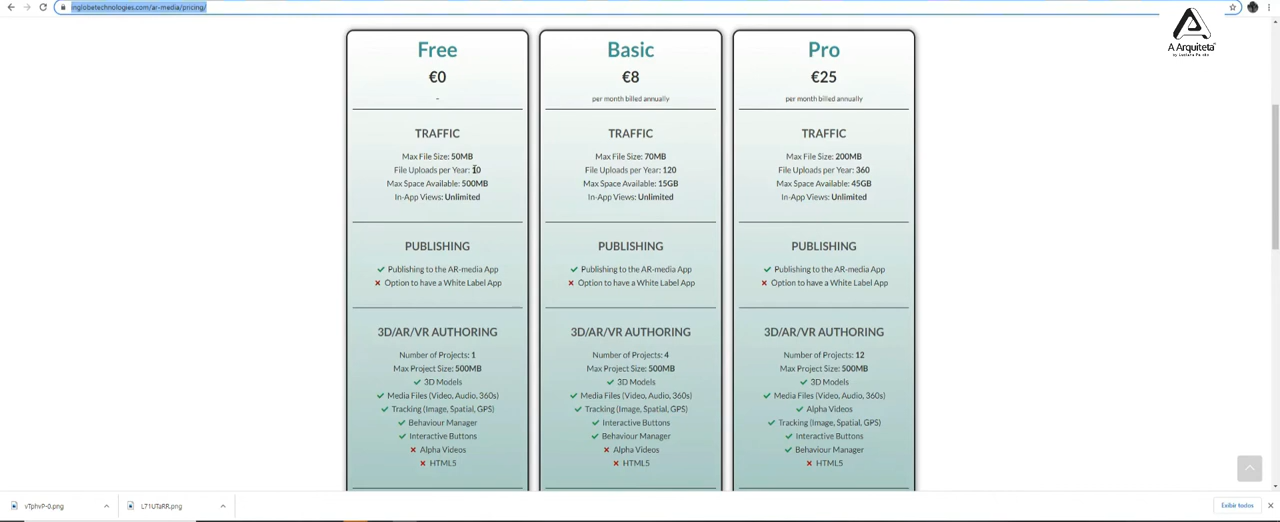 inglobetechnologies.com/ar-media/pricing/
A Arquiteta
Free
€0
-
TRAFFIC
Max File Size: 50MB
File Uploads per Year: 10
Max Space Available: 500MB
In-App Views: Unlimited
PUBLISHING
Publishing to the AR-media App
Option to have a White Label App
3D/AR/VR AUTHORING
Number of Projects: 1
Max Project Size: 500MB
3D Models
Media Files (Video, Audio, 360s)
Tracking (Image, Spatial, GPS)
Behaviour Manager
Interactive Buttons
Alpha Videos
HTML5
Basic
€8
per month billed annually
TRAFFIC
Max File Size: 70MB
File Uploads per Year: 120
Max Space Available: 15GB
In-App Views: Unlimited
PUBLISHING
Publishing to the AR-media App
Option to have a White Label App
3D/AR/VR AUTHORING
Number of Projects: 4
Max Project Size: 500MB
3D Models
Media Files (Video, Audio, 360s)
Tracking (Image, Spatial, GPS)
Interactive Buttons
Behaviour Manager
Alpha Videos
HTML5
Pro
€25
per month billed annually
TRAFFIC
Max File Size: 200MB
File Uploads per Year: 360
Max Space Available: 45GB
In-App Views: Unlimited
PUBLISHING
Publishing to the AR-media App
Option to have a White Label App
3D/AR/VR AUTHORING
Number of Projects: 12
Max Project Size: 500MB
3D Models
Media Files (Video, Audio, 360s)
Alpha Videos
Tracking (Image, Spatial, GPS)
Interactive Buttons
Behaviour Manager
HTML5
vTphvP-0.png
LT1UTaRR.png
Exibir todos